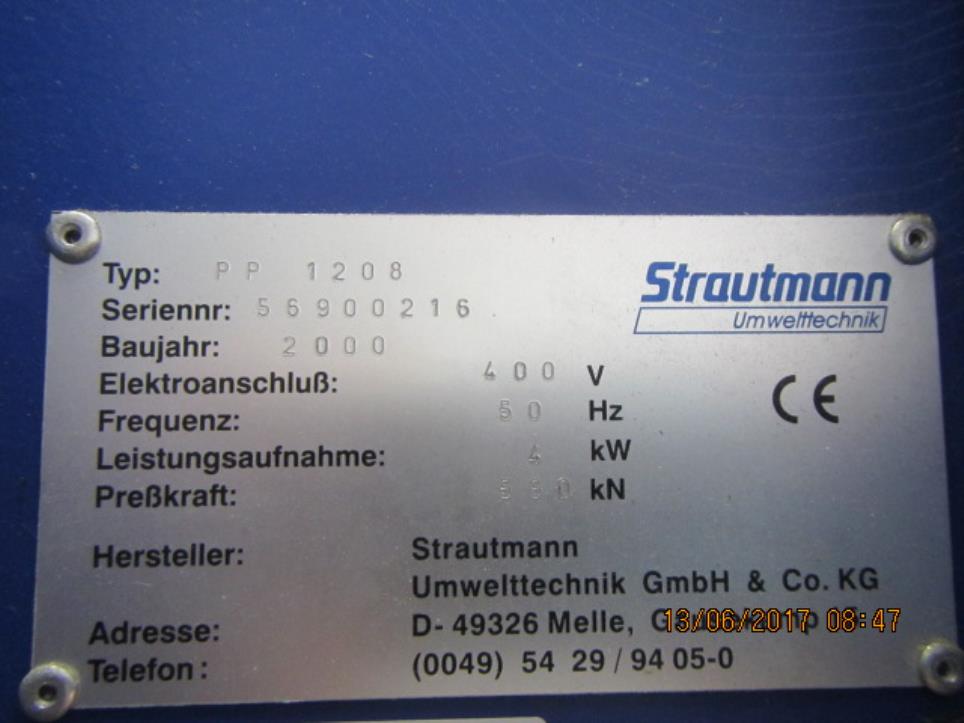 Strautmann
Umwelttechnik
Typ: PP 1208
Seriennr: 56900216
Baujahr: 2000
Elektroanschluß: 400 V
Frequenz: 50 Hz
Leistungsaufnahme: 4 kW
Preßkraft: kN
CE
Hersteller: Strautmann
Umwelttechnik GmbH & Co. KG
Adresse: D- 49326 Melle,
13/06/2017 08:47
Telefon: (0049) 54 29 / 94 05-0